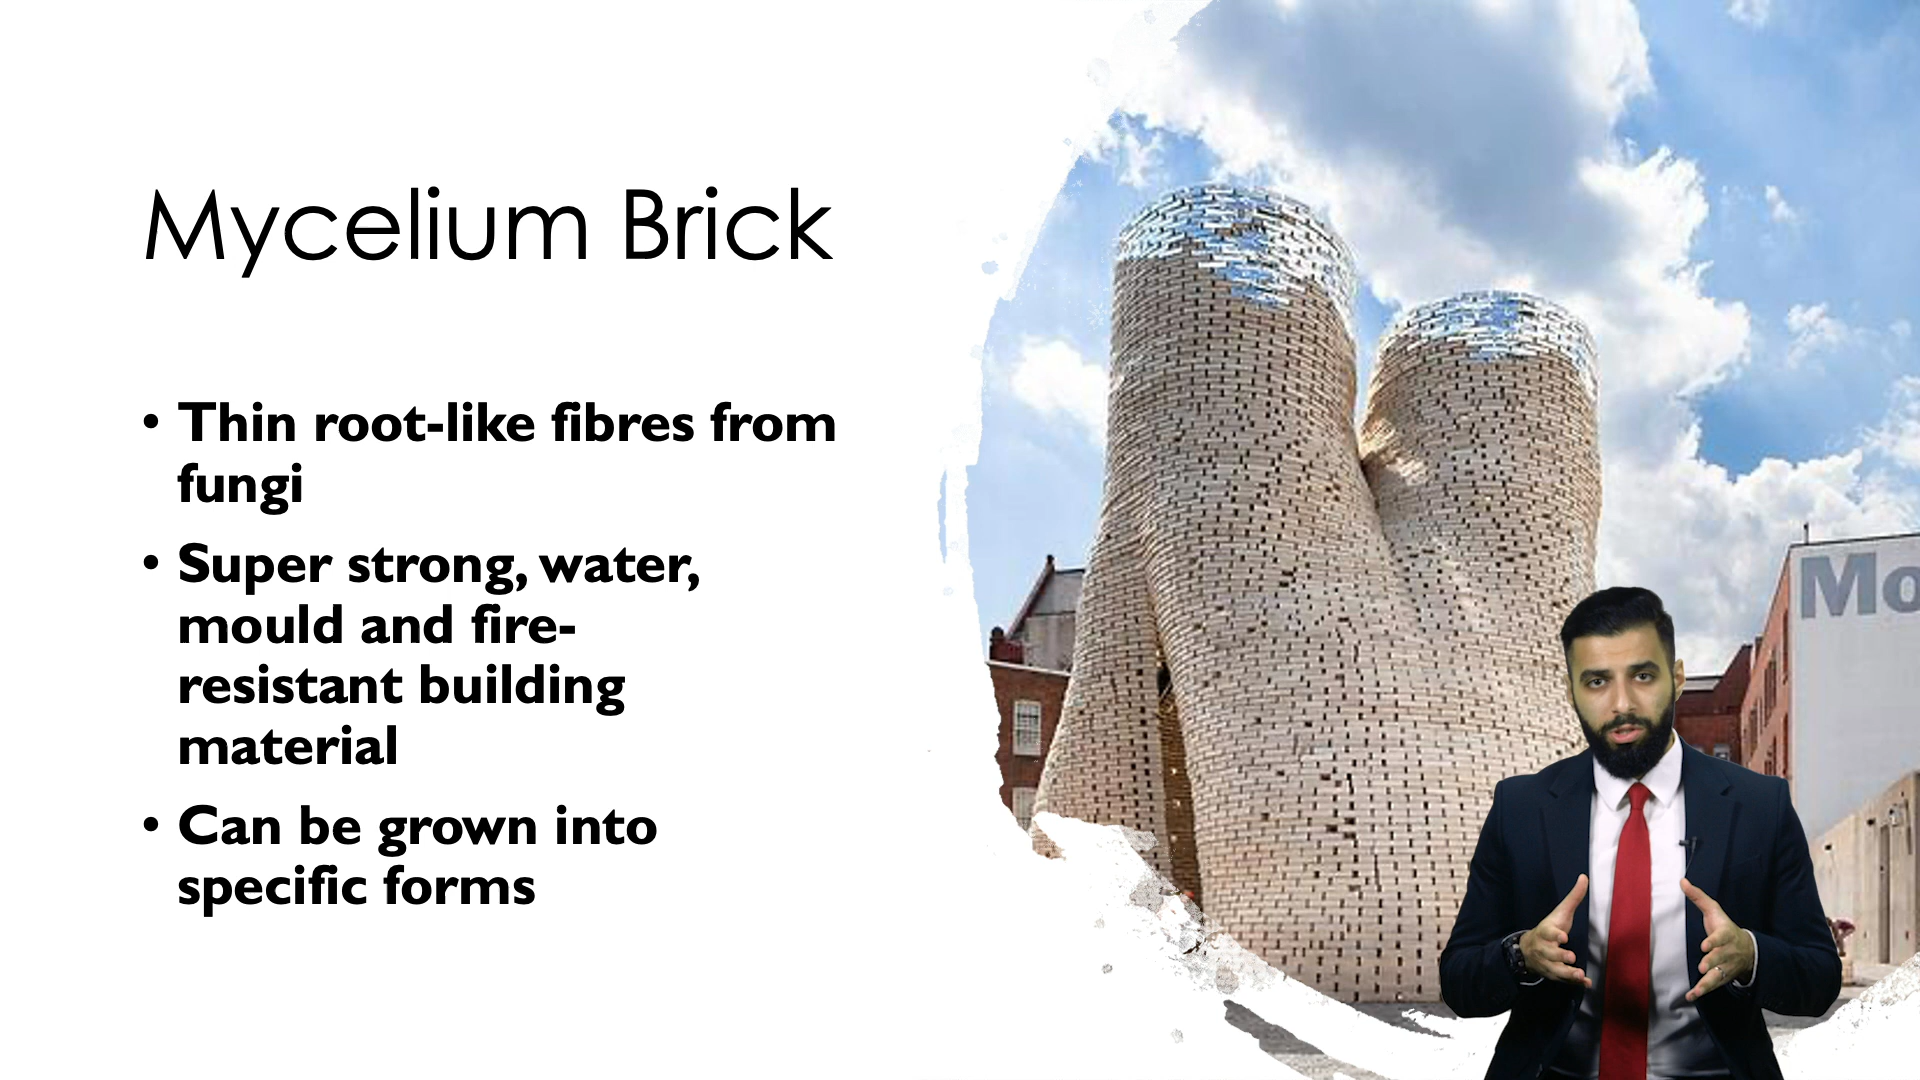 Mycelium Brick
• Thin root-like fibres from
fungi
• Super strong, water,
mould and fire-
resistant building
material
• Can be grown into
specific forms
Mo